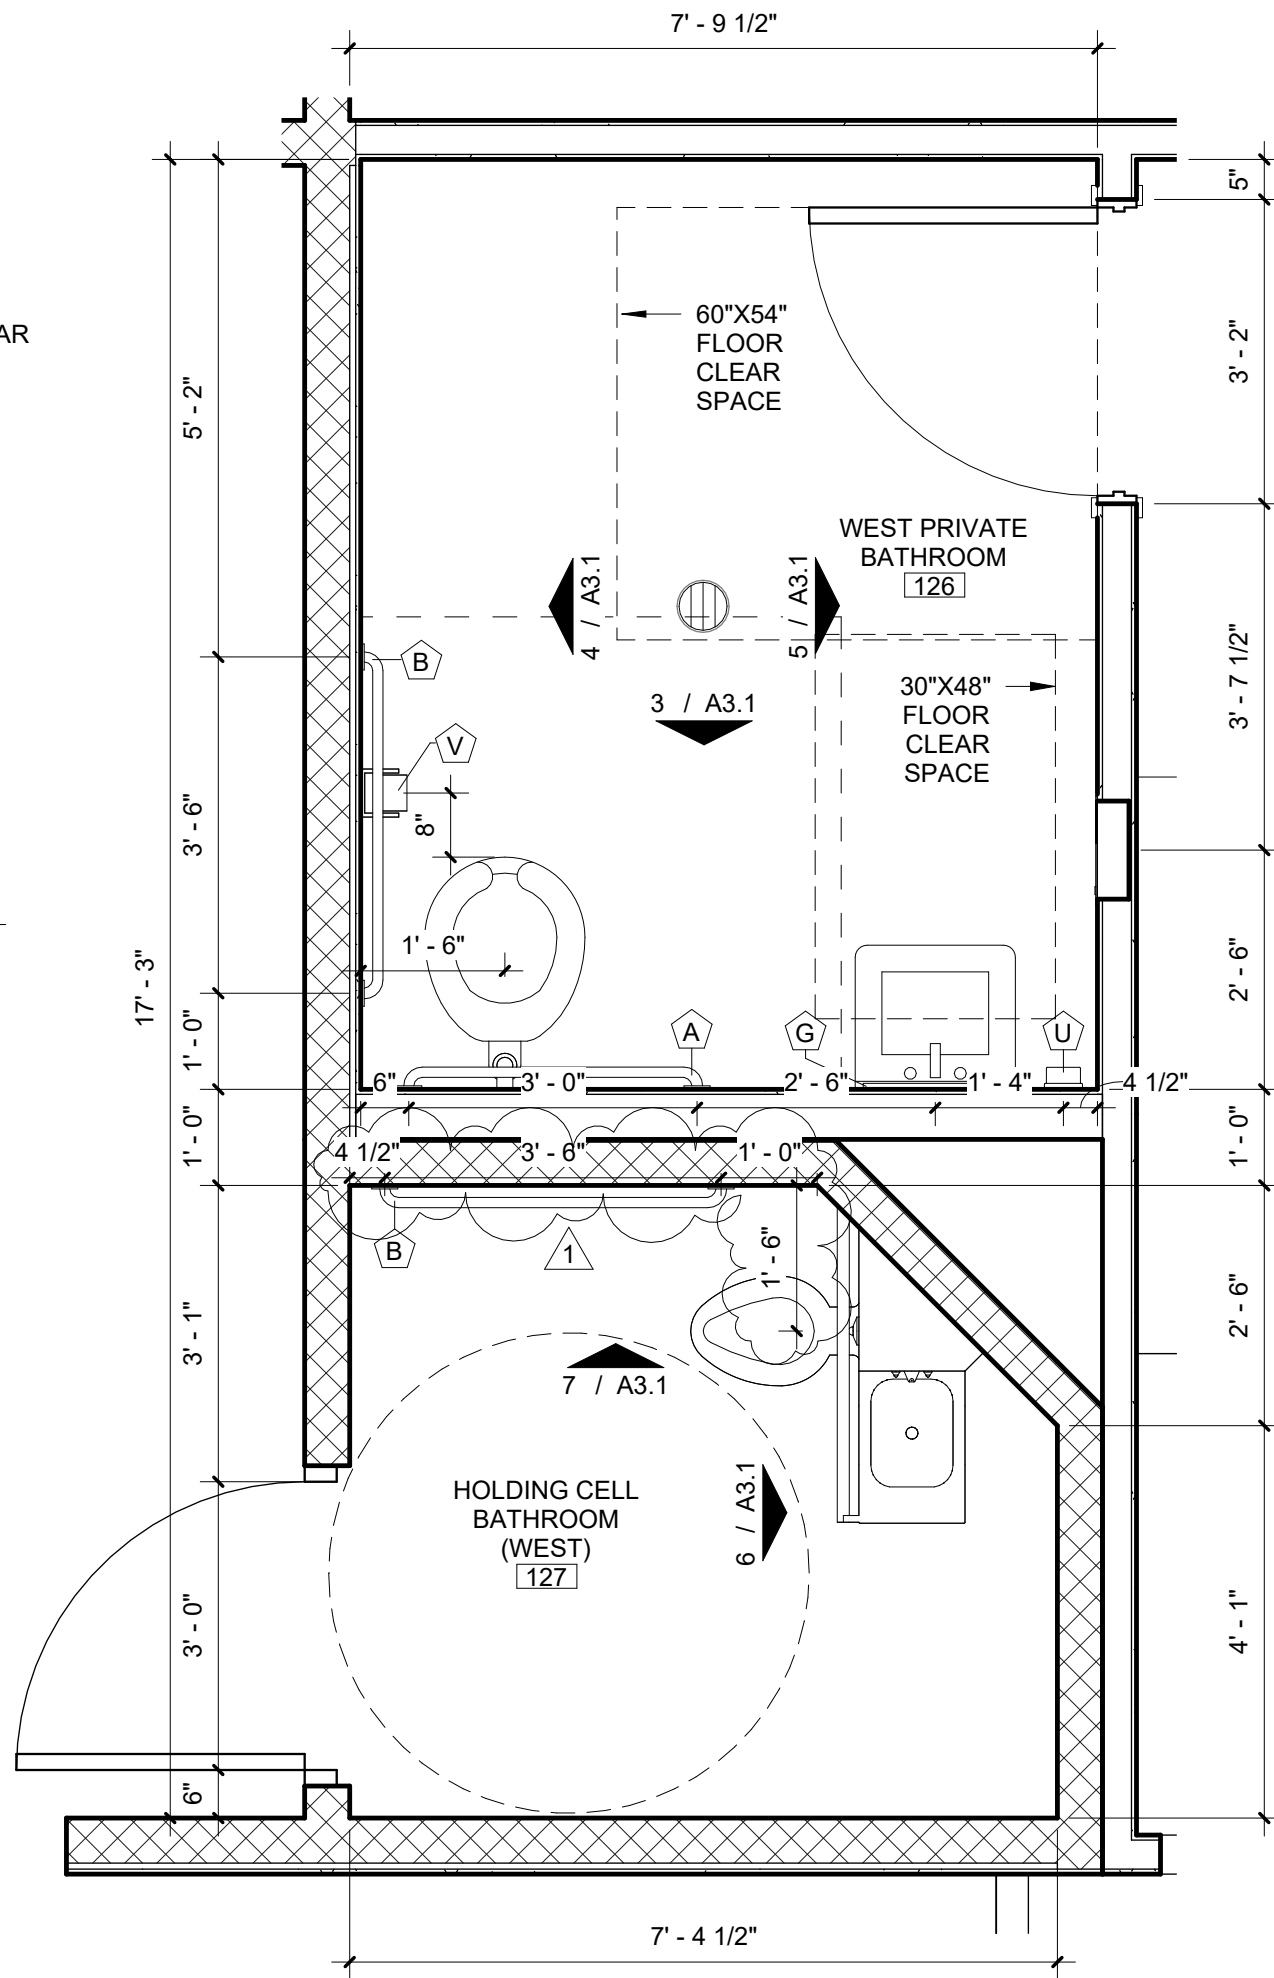 7' - 9 1/2"
5"
AR
60"X54"
FLOOR
CLEAR
SPACE
3' - 2"
5' - 2"
WEST PRIVATE
BATHROOM
126
4 / A3.1
5 / A3.1
B
3 / A3.1
30"X48"
FLOOR
CLEAR
SPACE
3' - 7 1/2"
V
8"
3' - 6"
1' - 6"
17' - 3"
2' - 6"
1' - 0"
A
G
U
6"
3' - 0"
2' - 6"
1' - 4"
4 1/2"
1' - 0"
4 1/2"
3' - 6"
1' - 0"
1' - 0"
B
1
1' - 6"
3' - 1"
2' - 6"
7 / A3.1
HOLDING CELL
BATHROOM
(WEST)
127
6 / A3.1
3' - 0"
4' - 1"
6"
7' - 4 1/2"